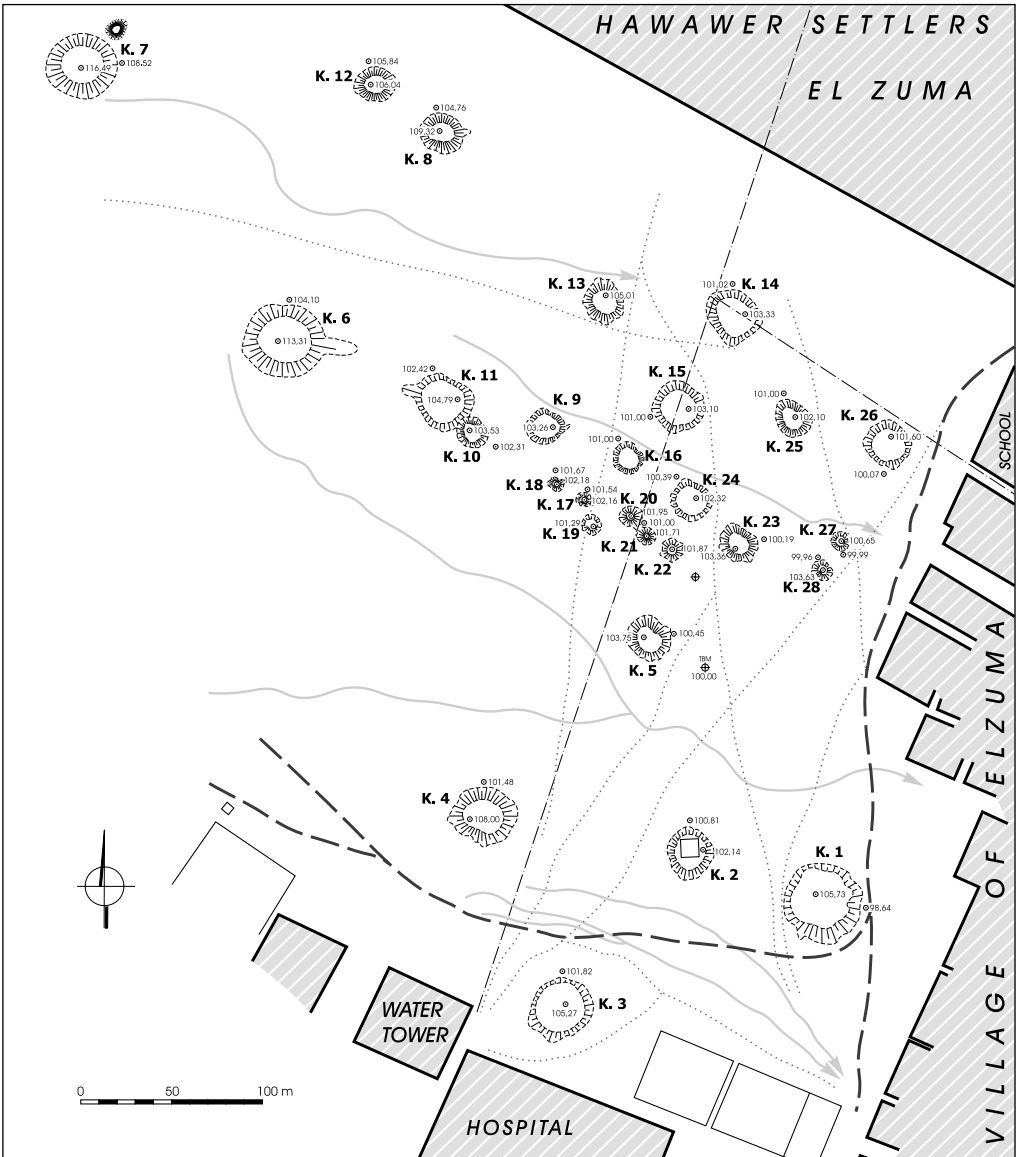 HAWAWER SETTLERS
EL ZUMA
K. 7
108,52
116,49
K. 12
105,84
106,04
104,76
109,32
K. 8
K. 13
105,01
101,02
K. 14
103,33
104,10
K. 6
113,31
102,42
K. 11
104,79
K. 10
103,53
102,31
K. 9
103,26
K. 15
101,00
103,10
101,00
102,10
K. 25
K. 26
101,60
100,07
SCHOOL
101,00
K. 16
100,39
K. 24
102,32
101,67
K. 18
102,18
101,54
K. 17
102,16
K. 20
101,95
101,29
K. 19
101,00
101,71
K. 21
101,87
K. 22
K. 23
100,19
103,36
K. 27
100,65
99,96
99,99
103,63
K. 28
103,75
100,45
K. 5
TBM
100,00
VILLAGE OF ELZUMA
101,48
K. 4
108,00
100,81
102,14
K. 2
K. 1
105,73
98,64
101,82
K. 3
105,27
WATER
TOWER
0 50 100 m
HOSPITAL